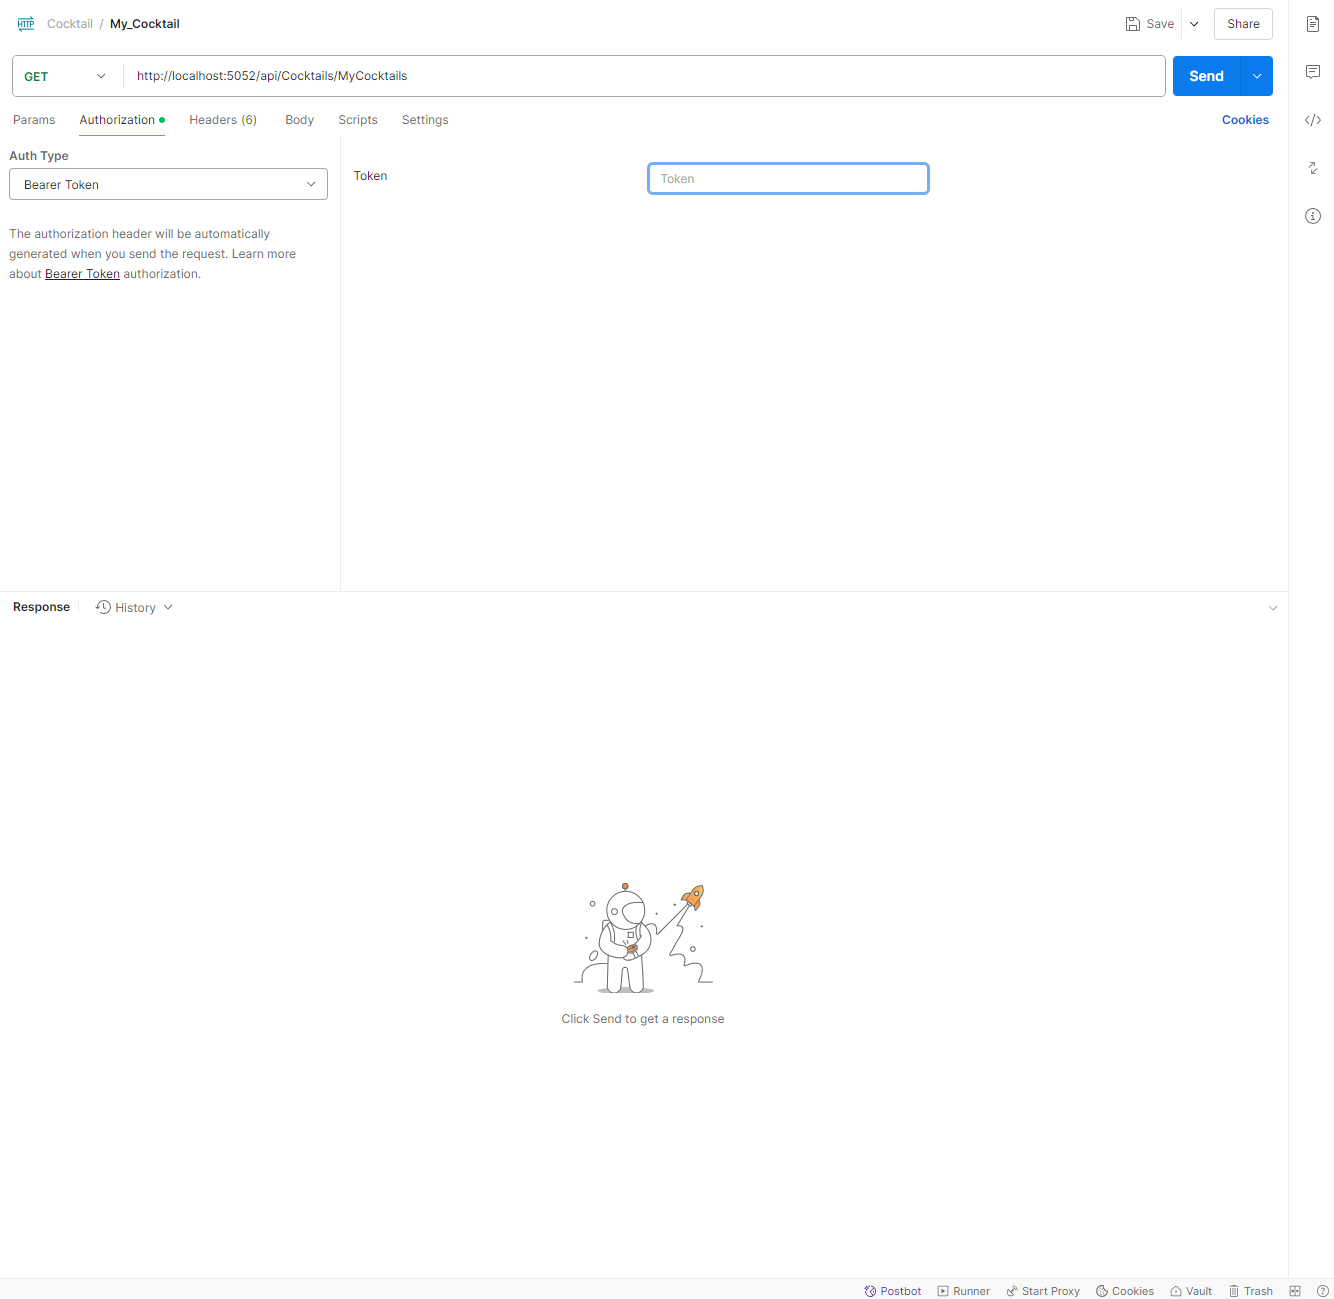 HTTP Cocktail / My_Cocktail Save Share
GET http://localhost:5052/api/Cocktails/MyCocktails Send
Params Authorization Headers (6) Body Scripts Settings Cookies
Auth Type
Bearer Token
The authorization header will be automatically
generated when you send the request. Learn more
about Bearer Token authorization.
Token Token
Response History
Click Send to get a response
Postbot Runner Start Proxy Cookies Vault Trash